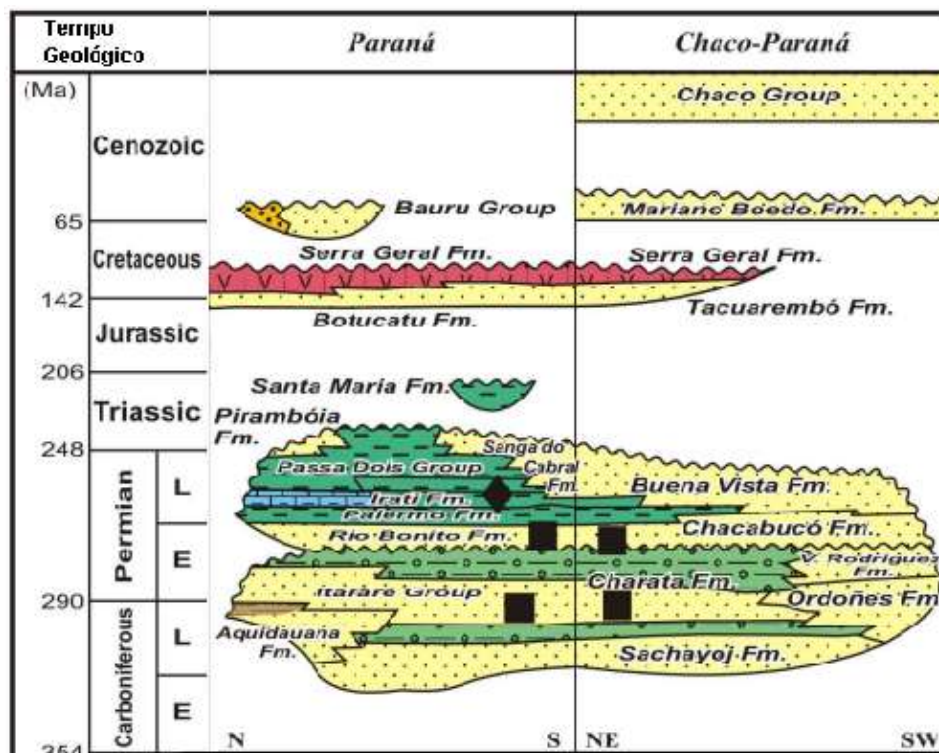 Tempu
Geológico
Paraná
Chaco-Paraná
(Ma)
Chaco Group
Cenozoic
Bauru Group
Mariano Boedo Fm.
65
Serra Geral Fm.
Serra Geral Fm.
Cretaceous
142
Botucatu Fm.
Tacuarembó Fm.
Jurassic
206
Santa Maria Fm.
Triassic
Pirambóia
Fm.
248
Sanga do
Cabral
Fm
Passa Dois Group
L
Buena Vista Fm.
Irati Fm.
Palermo Fm.
Chacabucó Fm.
Permian
Rio Bonito Fm.
E
V. Rodriguez
Fm.
Charata Fm.
Itararé Group
290
Ordoñes Fm
Carboniferous
L
Aquidauana
Fm.
Sachayoj Fm.
E
354
N
S
NE
SW